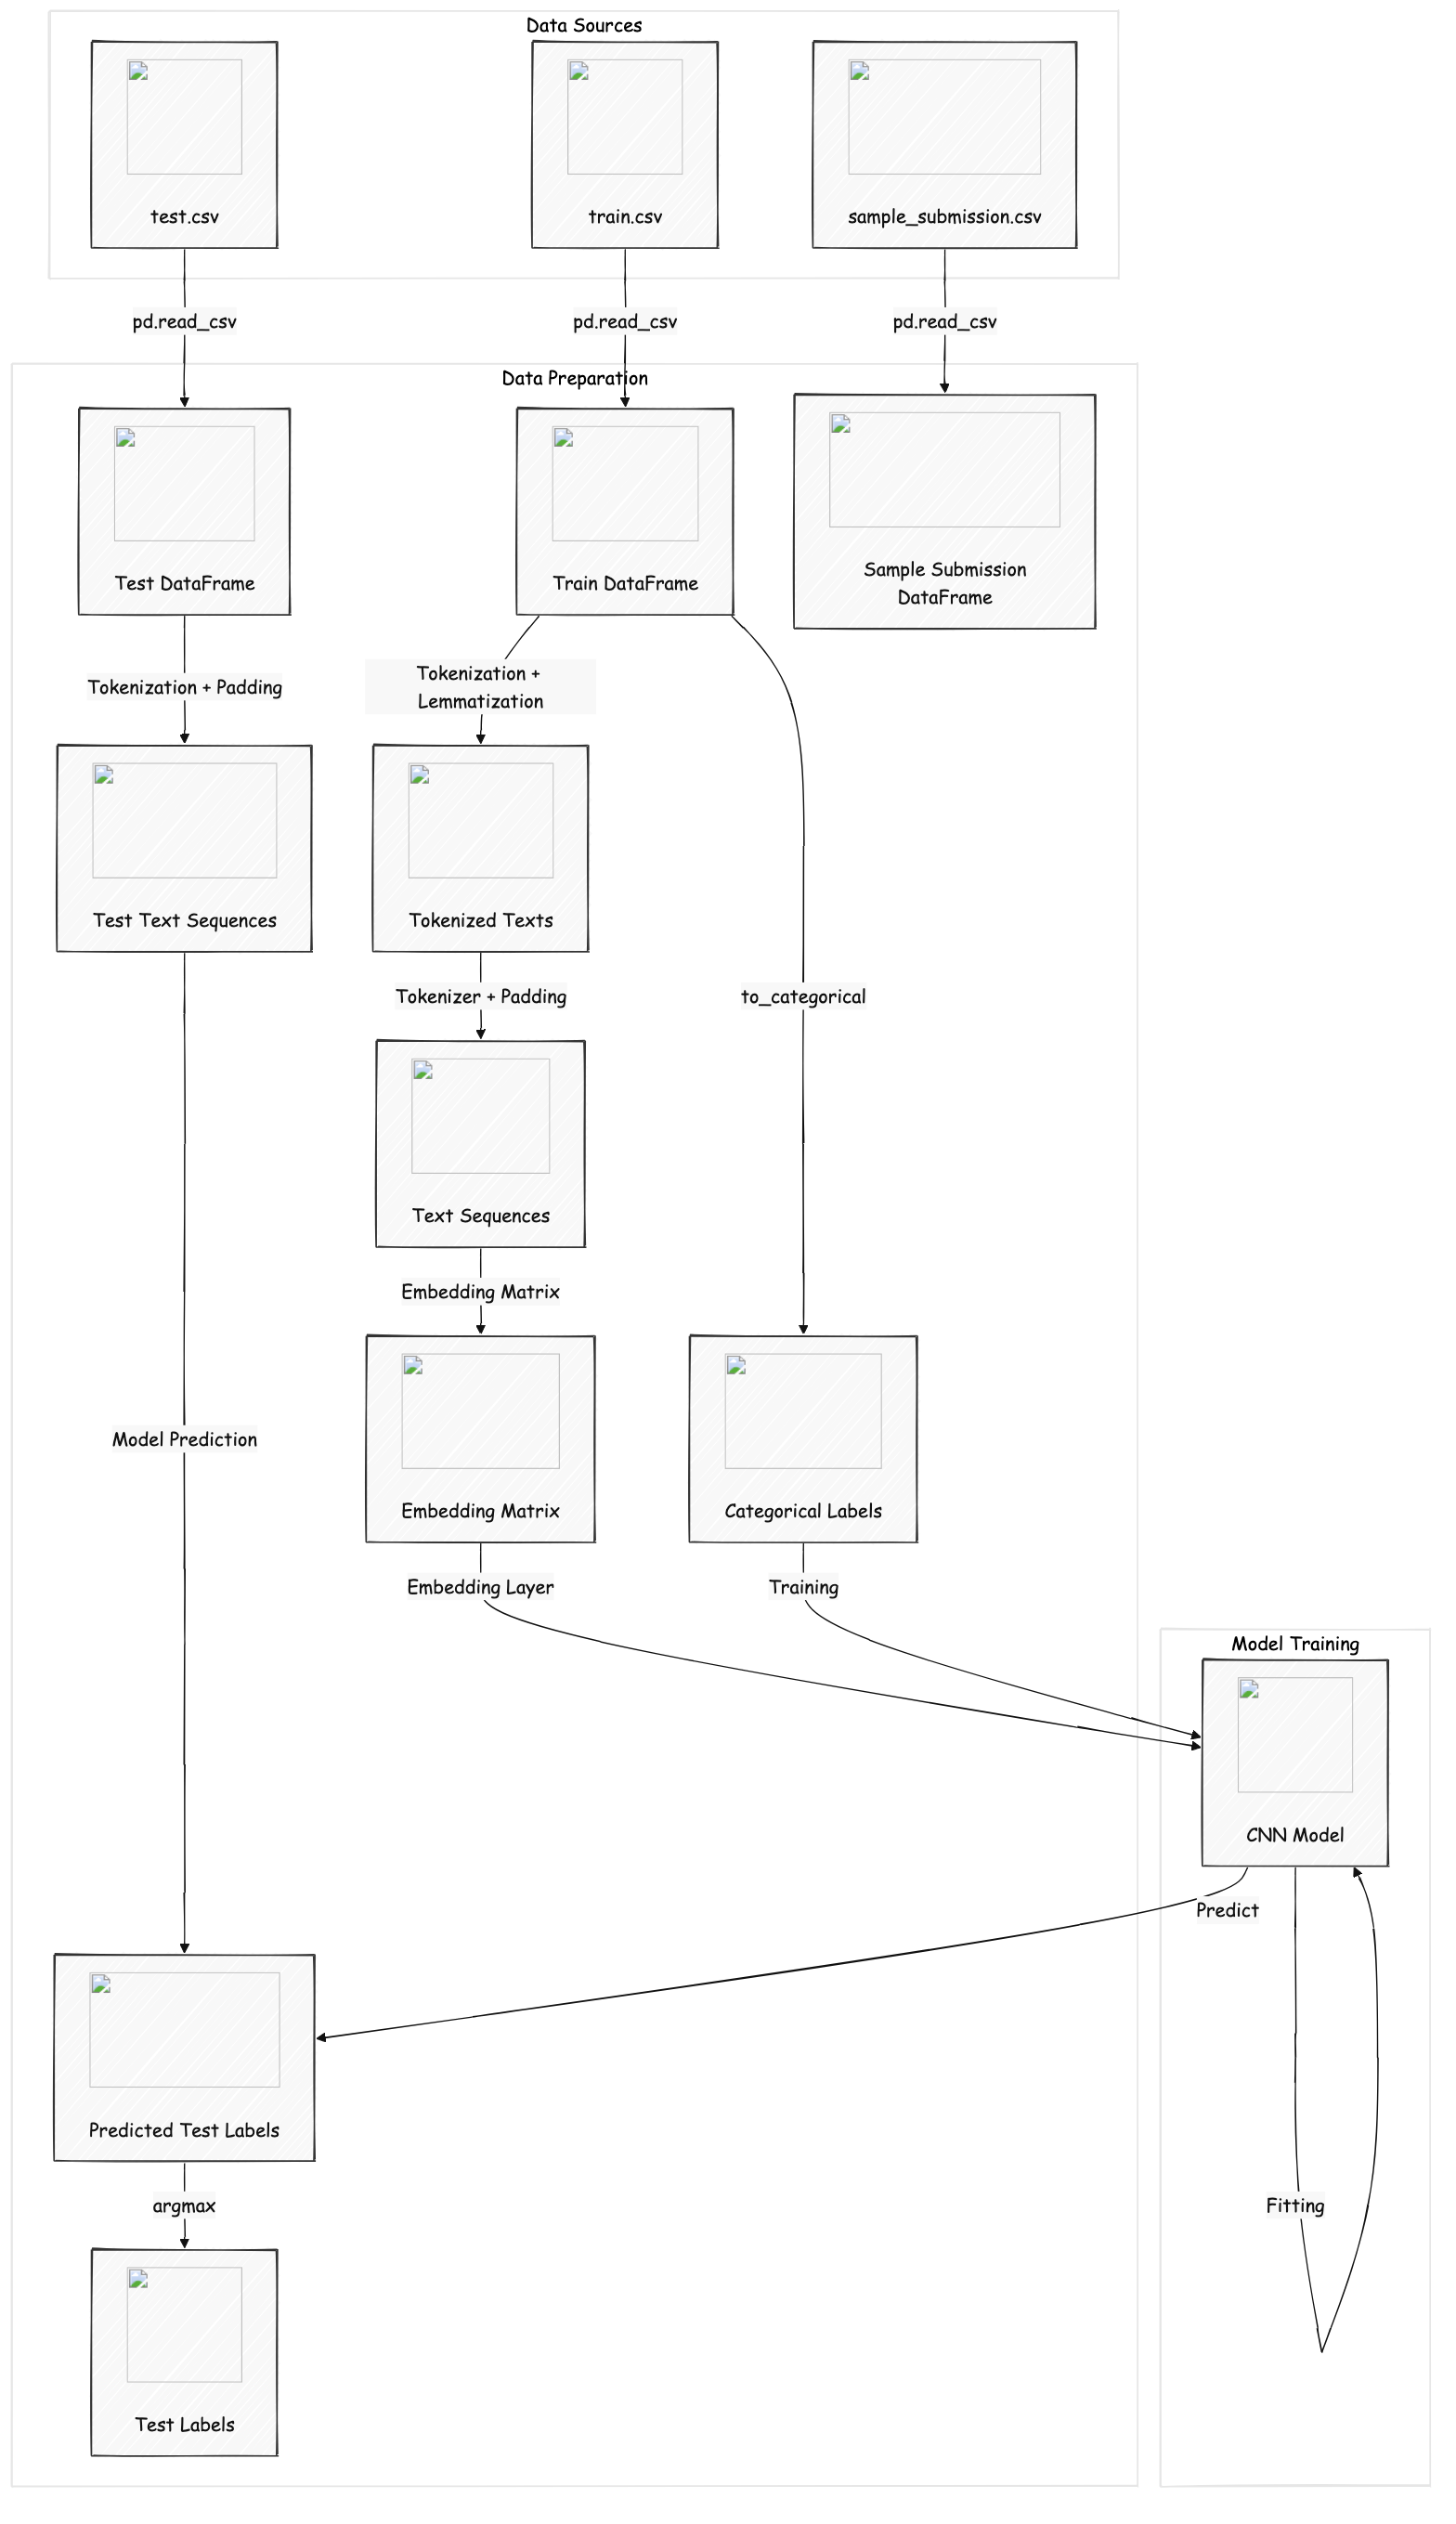 Data Sources
test.csv
train.csv
sample_submission.csv
pd.read_csv
pd.read_csv
pd.read_csv
Data Preparation
Test DataFrame
Train DataFrame
Sample Submission
DataFrame
Tokenization + Padding
Tokenization +
Lemmatization
Test Text Sequences
Tokenized Texts
Tokenizer + Padding
to_categorical
Text Sequences
Embedding Matrix
Model Prediction
Embedding Matrix
Categorical Labels
Embedding Layer
Training
Model Training
CNN Model
Predict
Predicted Test Labels
argmax
Fitting
Test Labels